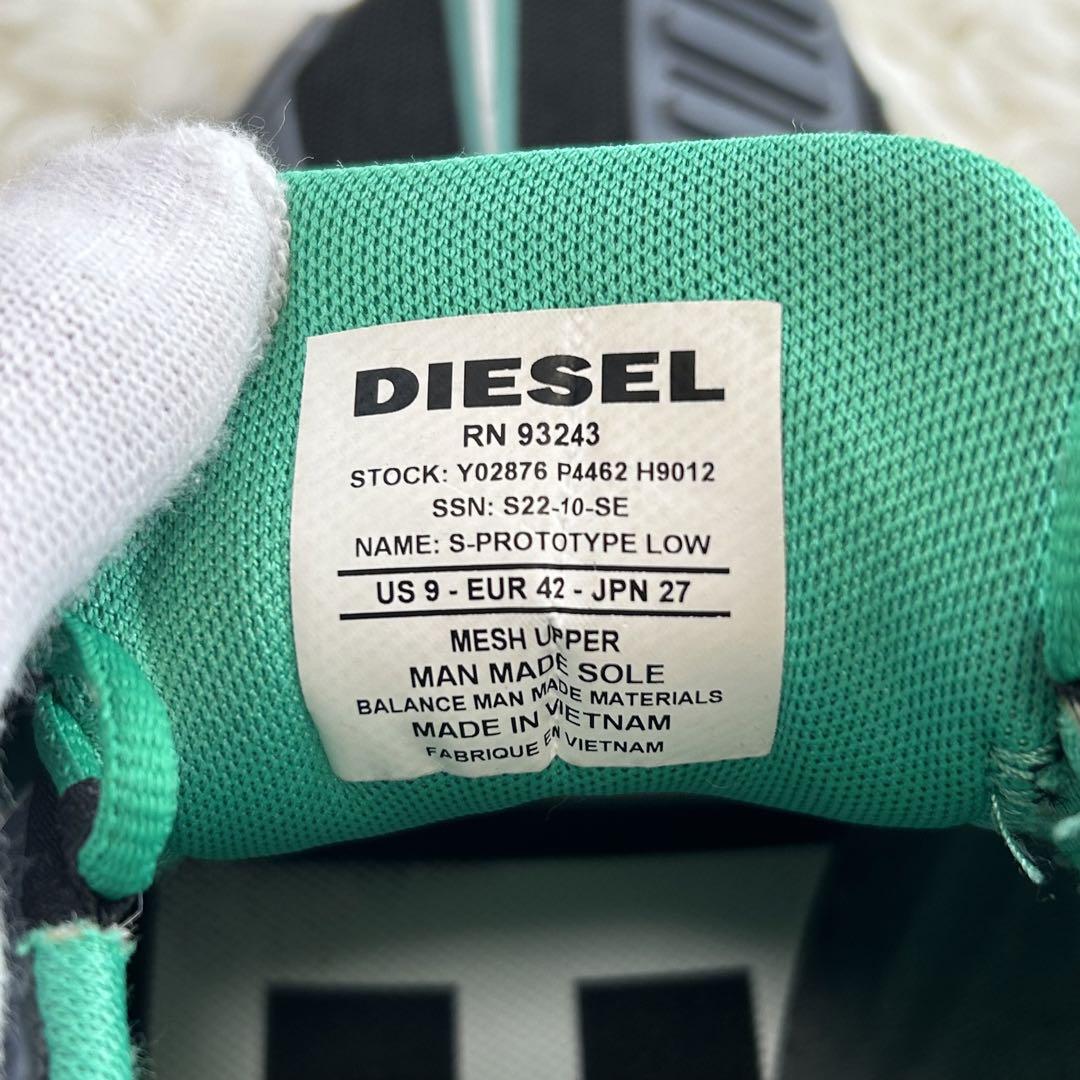 DIESEL
RN 93243
STOCK: Y02876 P4462 H9012
SSN: S22-10-SE
NAME: S-PROTOTYPE LOW
US 9 - EUR 42 - JPN 27
MESH UPPER
MAN MADE SOLE
BALANCE MAN MADE MATERIALS
MADE IN VIETNAM
FABRIQUE EN VIETNAM